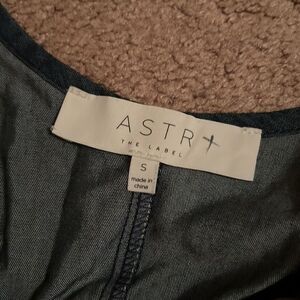 ASTR
THE LABEL
S
made in
china